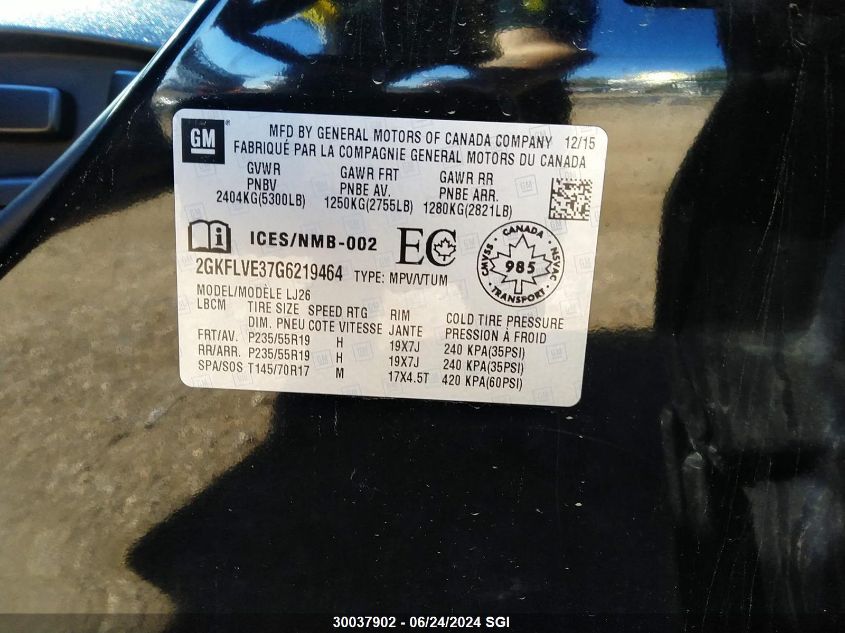 GM MFD BY GENERAL MOTORS OF CANADA COMPANY 12/15
FABRIQUÉ PAR LA COMPAGNIE GENERAL MOTORS DU CANADA
GVWR GAWR FRT GAWR RR
PNBV PNBE AV. PNBE ARR.
2404KG(5300LB) 1250KG(2755LB) 1280KG(2821LB)
ICES/NMB-002 EC
CANADA
CMVSS 985 NSVAC
TRANSPORT
2GKFLVE37G6219464 TYPE: MPV/VTUM
MODEL/MODÈLE LJ26
LBCM TIRE SIZE SPEED RTG RIM COLD TIRE PRESSURE
DIM. PNEU COTE VITESSE JANTE PRESSION À FROID
FRT/AV. P235/55R19 H 19X7J 240 KPA(35PSI)
RR/ARR. P235/55R19 H 19X7J 240 KPA(35PSI)
SPA/SOS T145/70R17 M 17X4.5T 420 KPA(60PSI)
30037902 - 06/24/2024 SGI